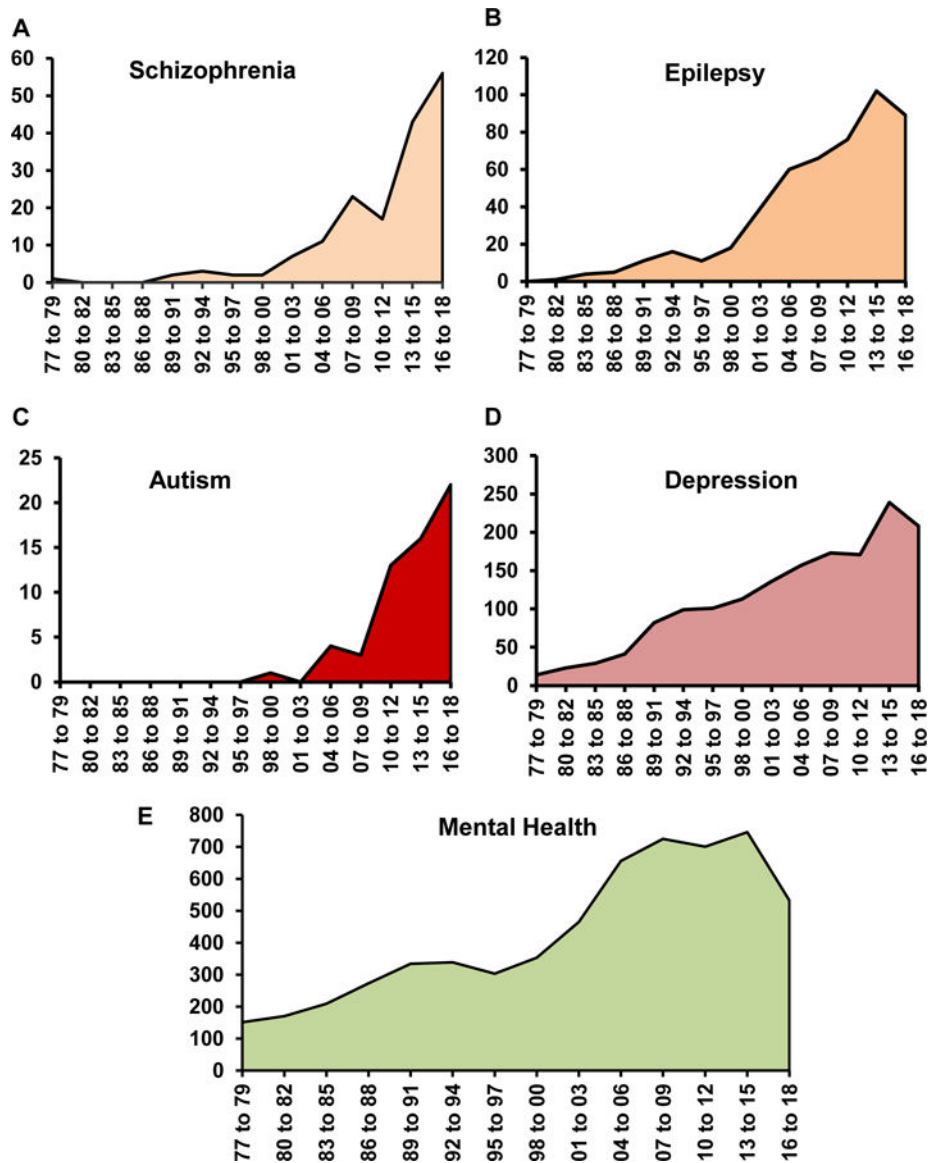 A
Schizophrenia
60
50
40
30
20
10
0
77 to 79
80 to 82
83 to 85
86 to 88
89 to 91
92 to 94
95 to 97
98 to 00
01 to 03
04 to 06
07 to 09
10 to 12
13 to 15
16 to 18
B
Epilepsy
120
100
80
60
40
20
0
77 to 79
80 to 82
83 to 85
86 to 88
89 to 91
92 to 94
95 to 97
98 to 00
01 to 03
04 to 06
07 to 09
10 to 12
13 to 15
16 to 18
C
Autism
25
20
15
10
5
0
77 to 79
80 to 82
83 to 85
86 to 88
89 to 91
92 to 94
95 to 97
98 to 00
01 to 03
04 to 06
07 to 09
10 to 12
13 to 15
16 to 18
D
Depression
300
250
200
150
100
50
0
77 to 79
80 to 82
83 to 85
86 to 88
89 to 91
92 to 94
95 to 97
98 to 00
01 to 03
04 to 06
07 to 09
10 to 12
13 to 15
16 to 18
E
Mental Health
800
700
600
500
400
300
200
100
0
77 to 79
80 to 82
83 to 85
86 to 88
89 to 91
92 to 94
95 to 97
98 to 00
01 to 03
04 to 06
07 to 09
10 to 12
13 to 15
16 to 18